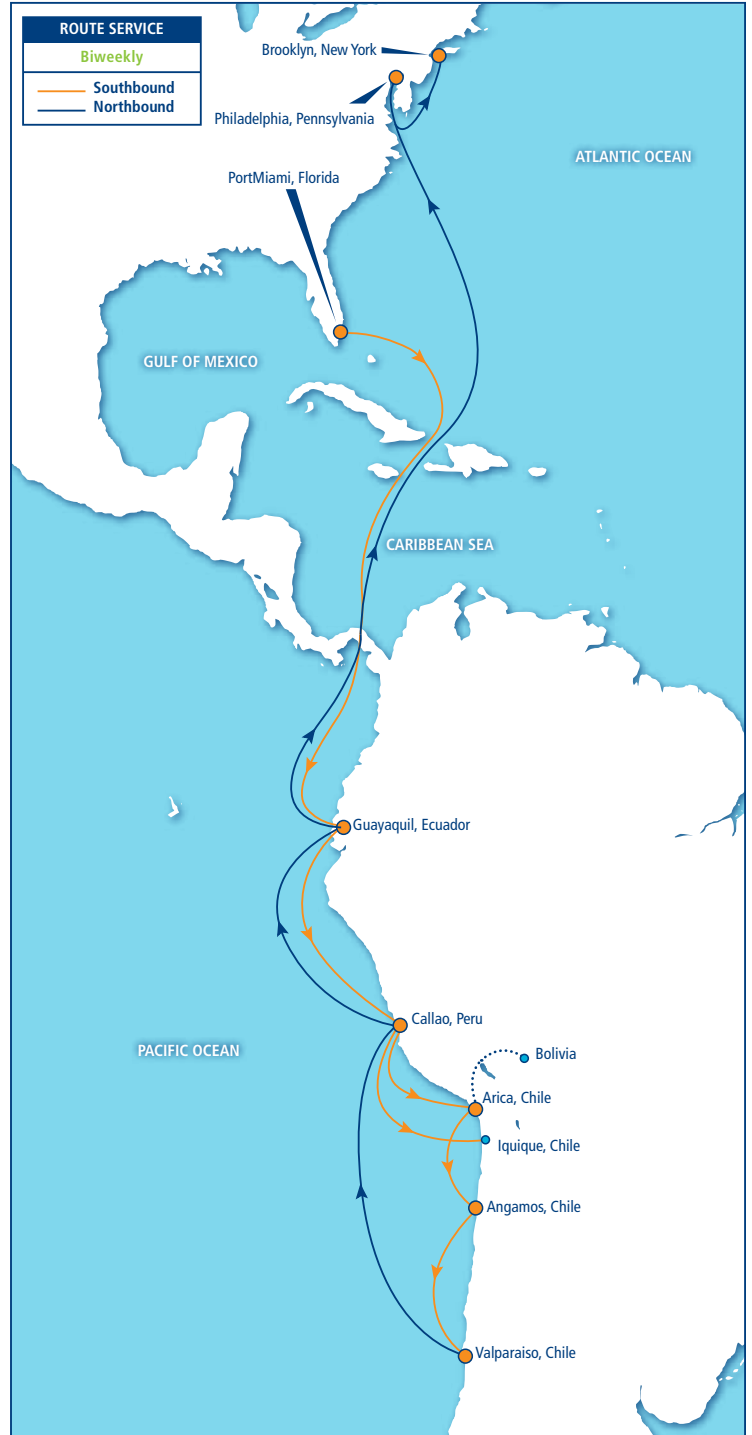 ROUTE SERVICE
Biweekly
Southbound
Northbound
Brooklyn, New York
Philadelphia, Pennsylvania
ATLANTIC OCEAN
PortMiami, Florida
GULF OF MEXICO
CARIBBEAN SEA
Guayaquil, Ecuador
Callao, Peru
PACIFIC OCEAN
Bolivia
Arica, Chile
Iquique, Chile
Angamos, Chile
Valparaiso, Chile